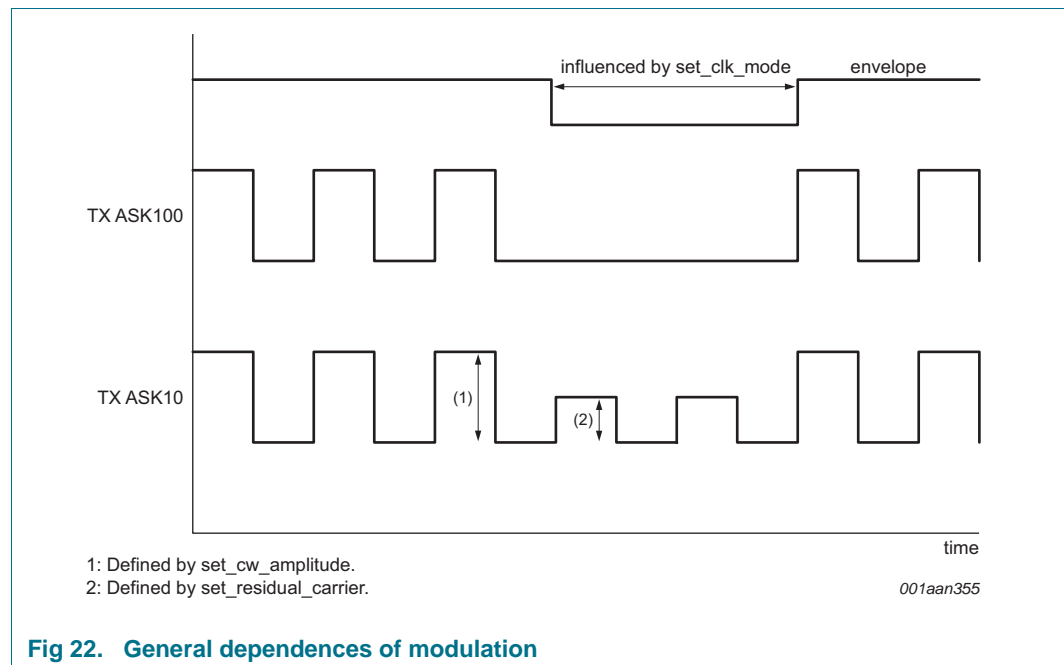 influenced by set_clk_mode
envelope
TX ASK100
TX ASK10
(1)
(2)
time
1: Defined by set_cw_amplitude.
2: Defined by set_residual_carrier.
001aan355
Fig 22. General dependences of modulation